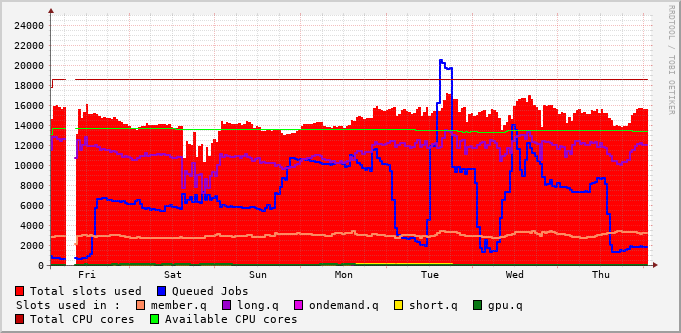 24000
22000
20000
18000
16000
14000
12000
10000
8000
6000
4000
2000
0
Fri Sat Sun Mon Tue Wed Thu
RRDTOOL / TOBI OETIKER
Total slots used Queued Jobs
Slots used in : member.q long.q ondemand.q short.q gpu.q
Total CPU cores Available CPU cores